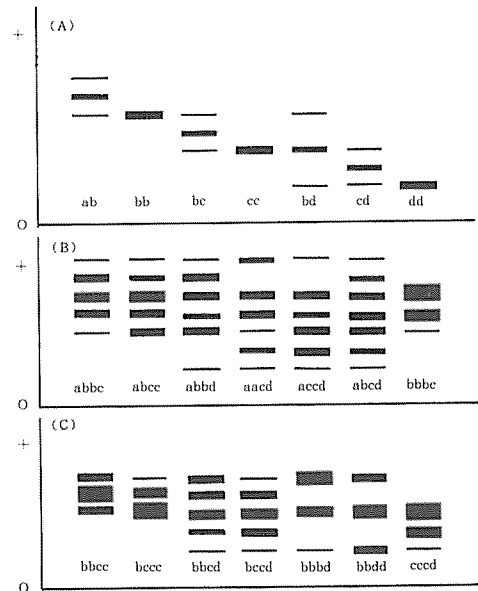 (A)
+
ab bb bc cc bd cd dd
O
(B)
+
abbc abcc abbd aacd accd abcd bbbc
O
(C)
+
bbcc bccc bbcd bccd bbbd bbdd cccd
O